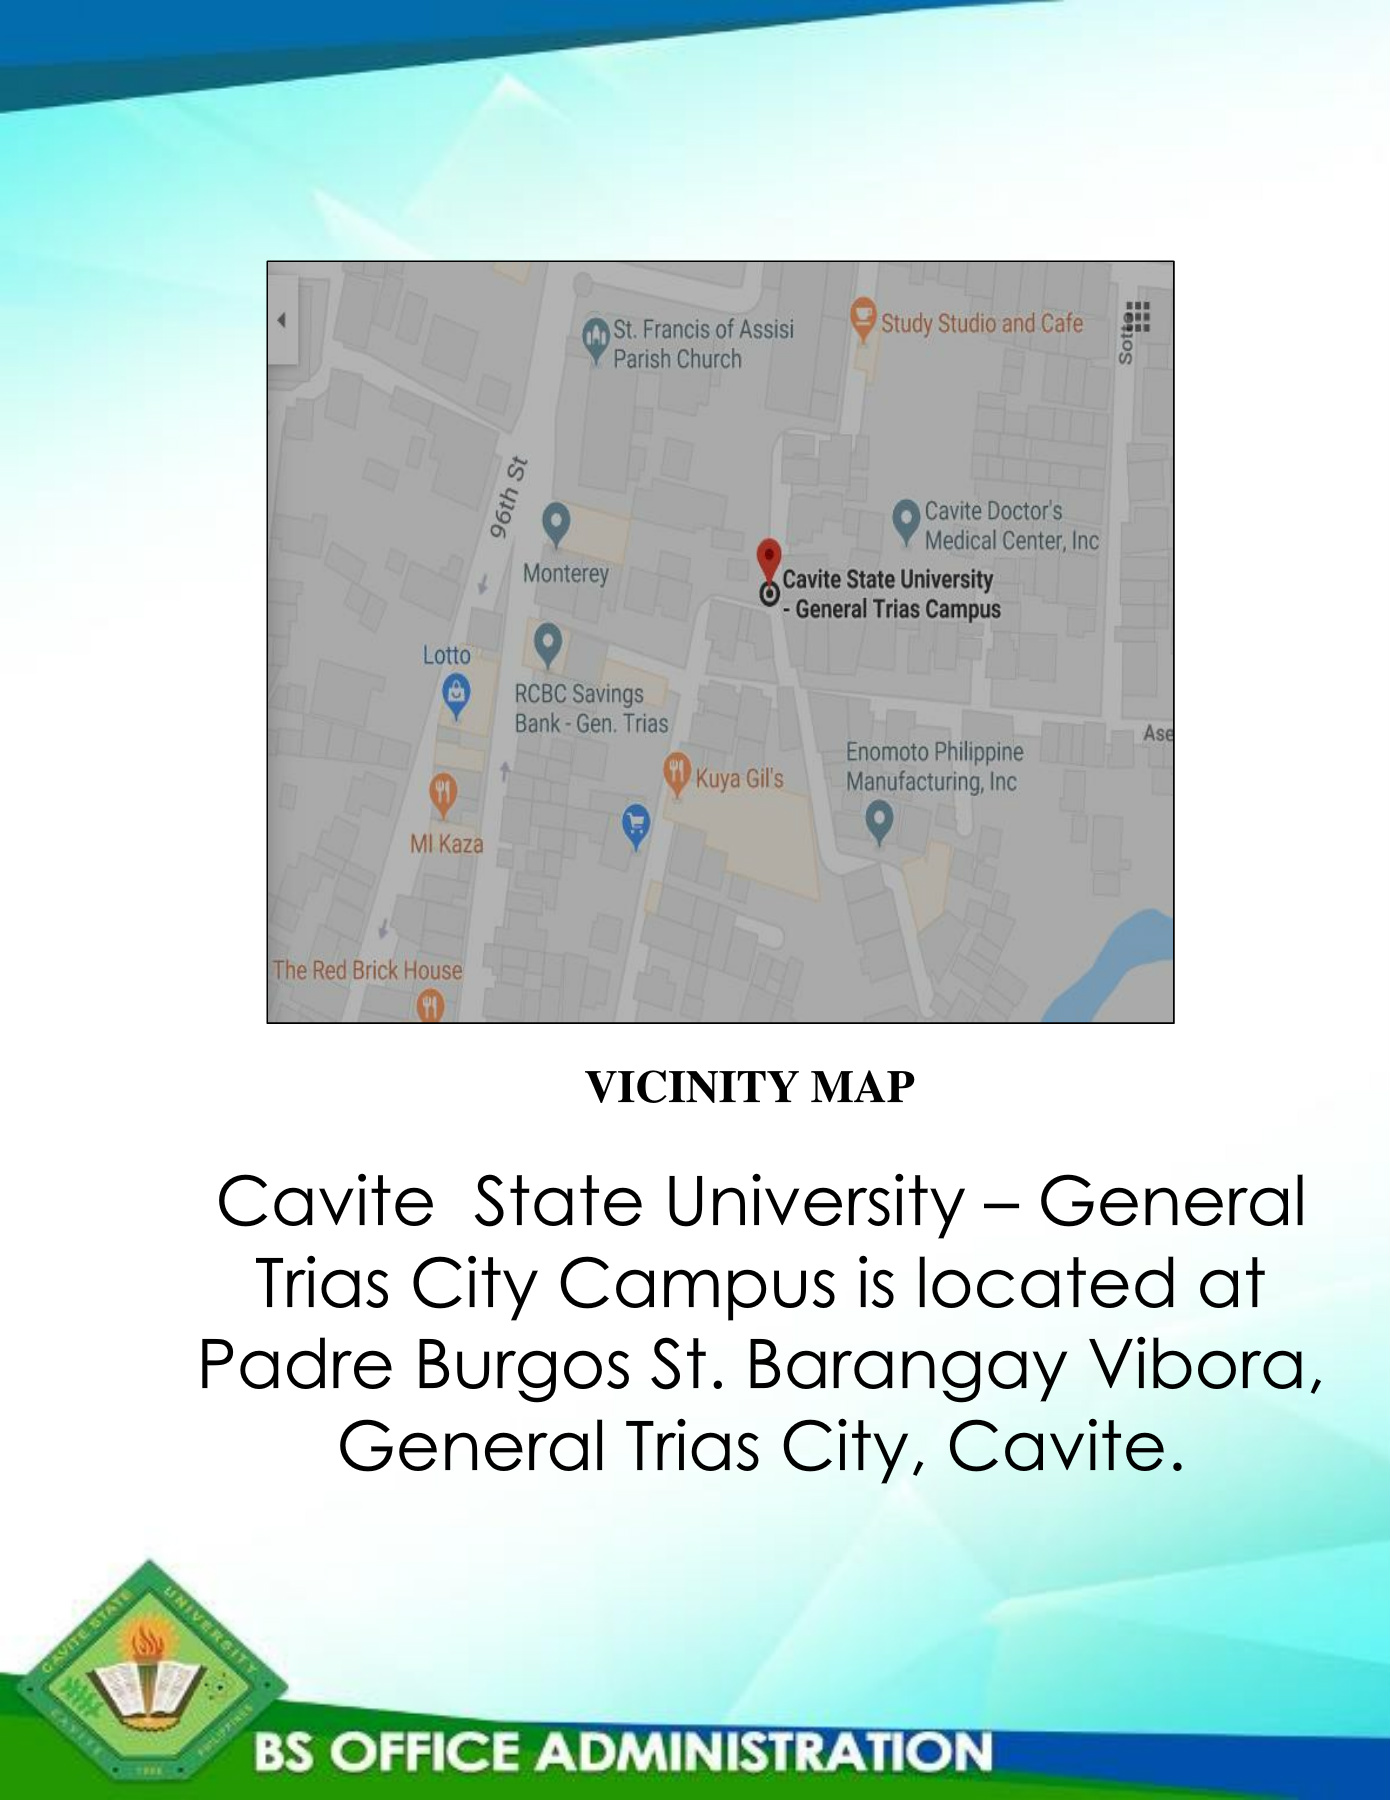 St. Francis of Assisi
Parish Church
Study Studio and Cafe
Sotto
96th St
Cavite Doctor's
Medical Center, Inc
Monterey
Cavite State University
- General Trias Campus
Lotto
RCBC Savings
Bank - Gen. Trias
Ase
Enomoto Philippine
Manufacturing, Inc
Kuya Gil's
MI Kaza
The Red Brick House
VICINITY MAP
Cavite State University – General
Trias City Campus is located at
Padre Burgos St. Barangay Vibora,
General Trias City, Cavite.
CAVITE STATE
UNIVERSITY
CAVITE
PHILIPPINES
BS OFFICE ADMINISTRATION